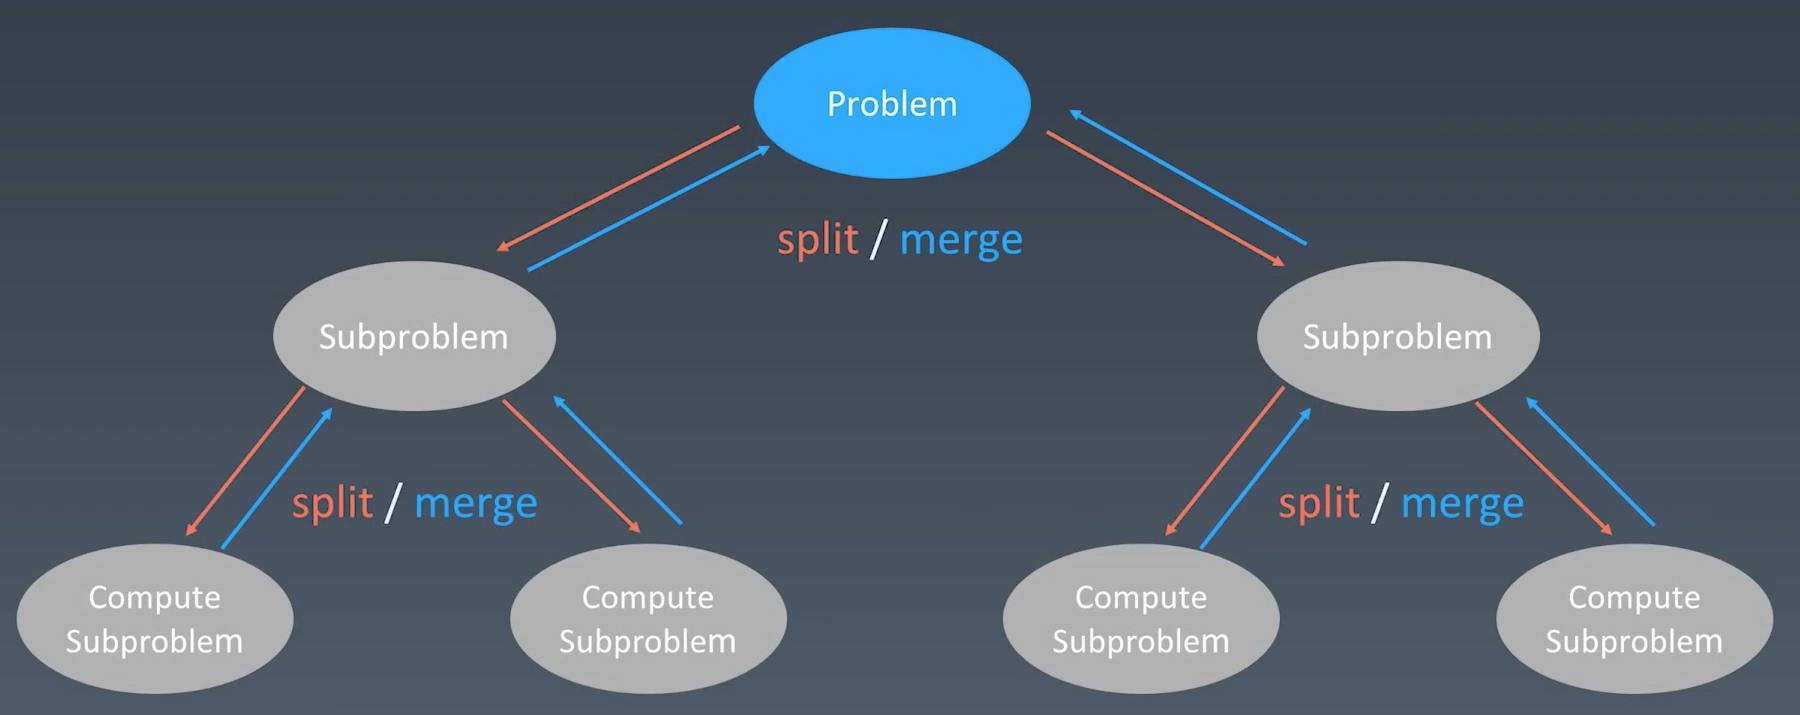 Problem
split / merge
Subproblem
Subproblem
split / merge
split / merge
Compute
Subproblem
Compute
Subproblem
Compute
Subproblem
Compute
Subproblem